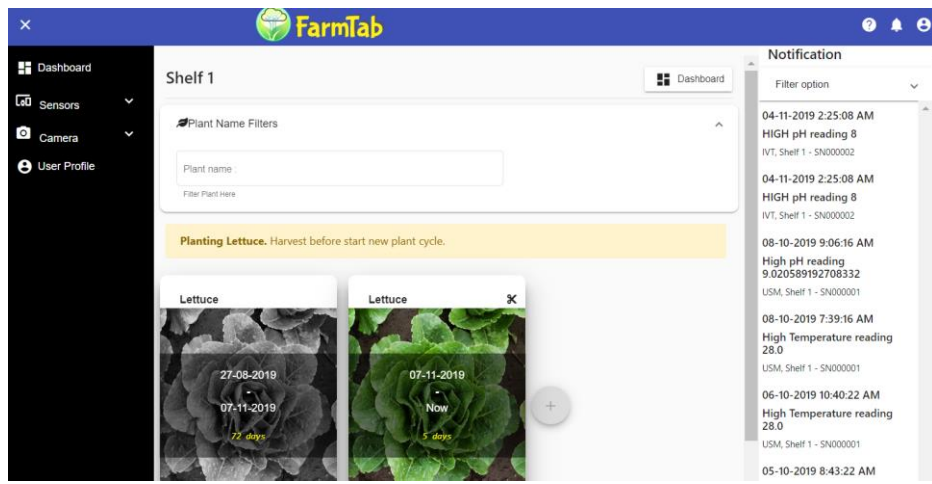 FarmTab
Dashboard
Sensors
Camera
User Profile
Shelf 1
Dashboard
Plant Name Filters
Plant name :
Filter Plant Here
Planting Lettuce. Harvest before start new plant cycle.
Lettuce
27-08-2019
-
07-11-2019
72 days
Lettuce
07-11-2019
-
Now
5 days
Notification
Filter option
04-11-2019 2:25:08 AM
HIGH pH reading 8
IVT, Shelf 1 - SN000002
04-11-2019 2:25:08 AM
HIGH pH reading 8
IVT, Shelf 1 - SN000002
08-10-2019 9:06:16 AM
High pH reading
9.020589192708332
USM, Shelf 1 - SN000001
08-10-2019 7:39:16 AM
High Temperature reading
28.0
USM, Shelf 1 - SN000001
06-10-2019 10:40:22 AM
High Temperature reading
28.0
USM, Shelf 1 - SN000001
05-10-2019 8:43:22 AM